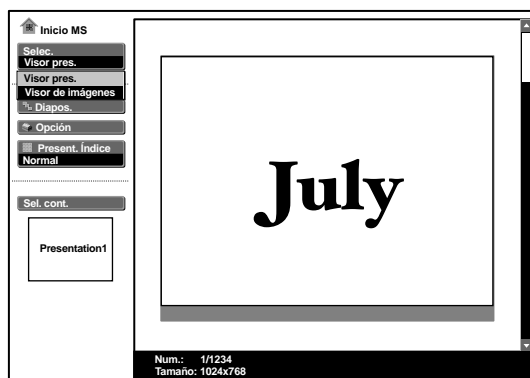 Inicio MS
Selec.
Visor pres.
Visor pres.
Visor de imágenes
Diapos.
Opción
Present. Índice
Normal
Sel. cont.
Presentation1
July
Num.: 1/1234
Tamaño: 1024x768